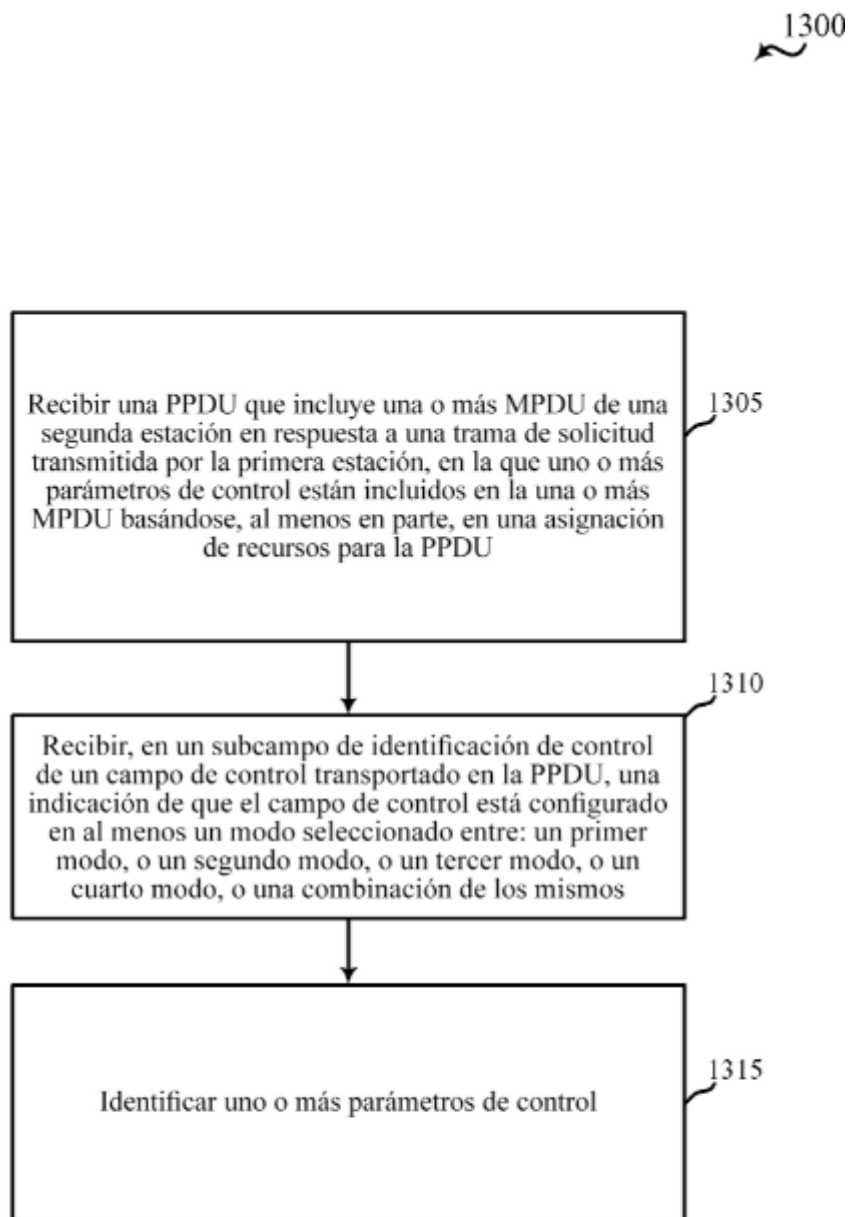 1300
Recibir una PPDU que incluye una o más MPDU de una
segunda estación en respuesta a una trama de solicitud
transmitida por la primera estación, en la que uno o más
parámetros de control están incluidos en la una o más
MPDU basándose, al menos en parte, en una asignación
de recursos para la PPDU
1305
Recibir, en un subcampo de identificación de control
de un campo de control transportado en la PPDU, una
indicación de que el campo de control está configurado
en al menos un modo seleccionado entre: un primer
modo, o un segundo modo, o un tercer modo, o un
cuarto modo, o una combinación de los mismos
1310
Identificar uno o más parámetros de control
1315